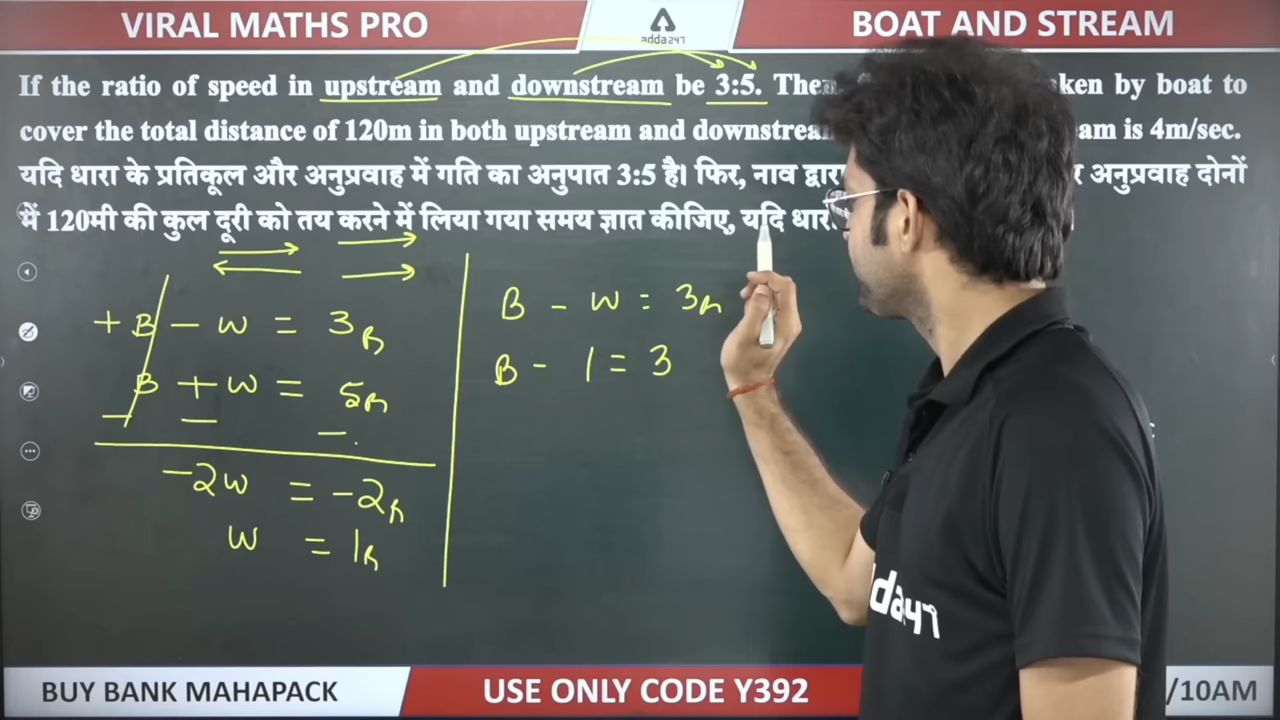 VIRAL MATHS PRO
adda247
BOAT AND STREAM
If the ratio of speed in upstream and downstream be 3:5. Then ken by boat to
cover the total distance of 120m in both upstream and downstream am is 4m/sec.
यदि धारा के प्रतिकूल और अनुप्रवाह में गति का अनुपात 3:5 है। फिर, नाव द्वारा अनुप्रवाह दोनों
में 120मी की कुल दूरी को तय करने में लिया गया समय ज्ञात कीजिए, यदि
+B - W = 3R
B + W = 5R
-2W = -2R
W = 1R
B - W = 3R
B - 1 = 3
BUY BANK MAHAPACK
USE ONLY CODE Y392
/10AM